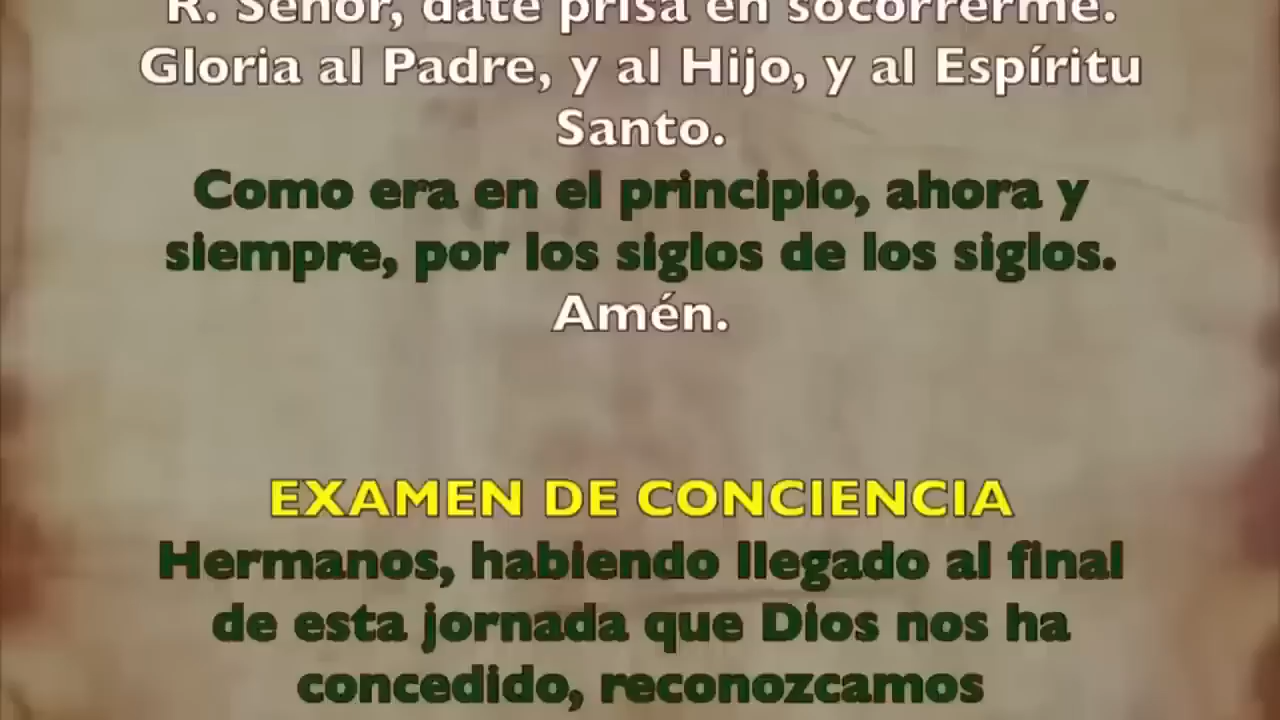 R. Señor, date prisa en socorrerme.
Gloria al Padre, y al Hijo, y al Espíritu
Santo.
Como era en el principio, ahora y
siempre, por los siglos de los siglos.
Amén.
EXAMEN DE CONCIENCIA
Hermanos, habiendo llegado al final
de esta jornada que Dios nos ha
concedido, reconozcamos